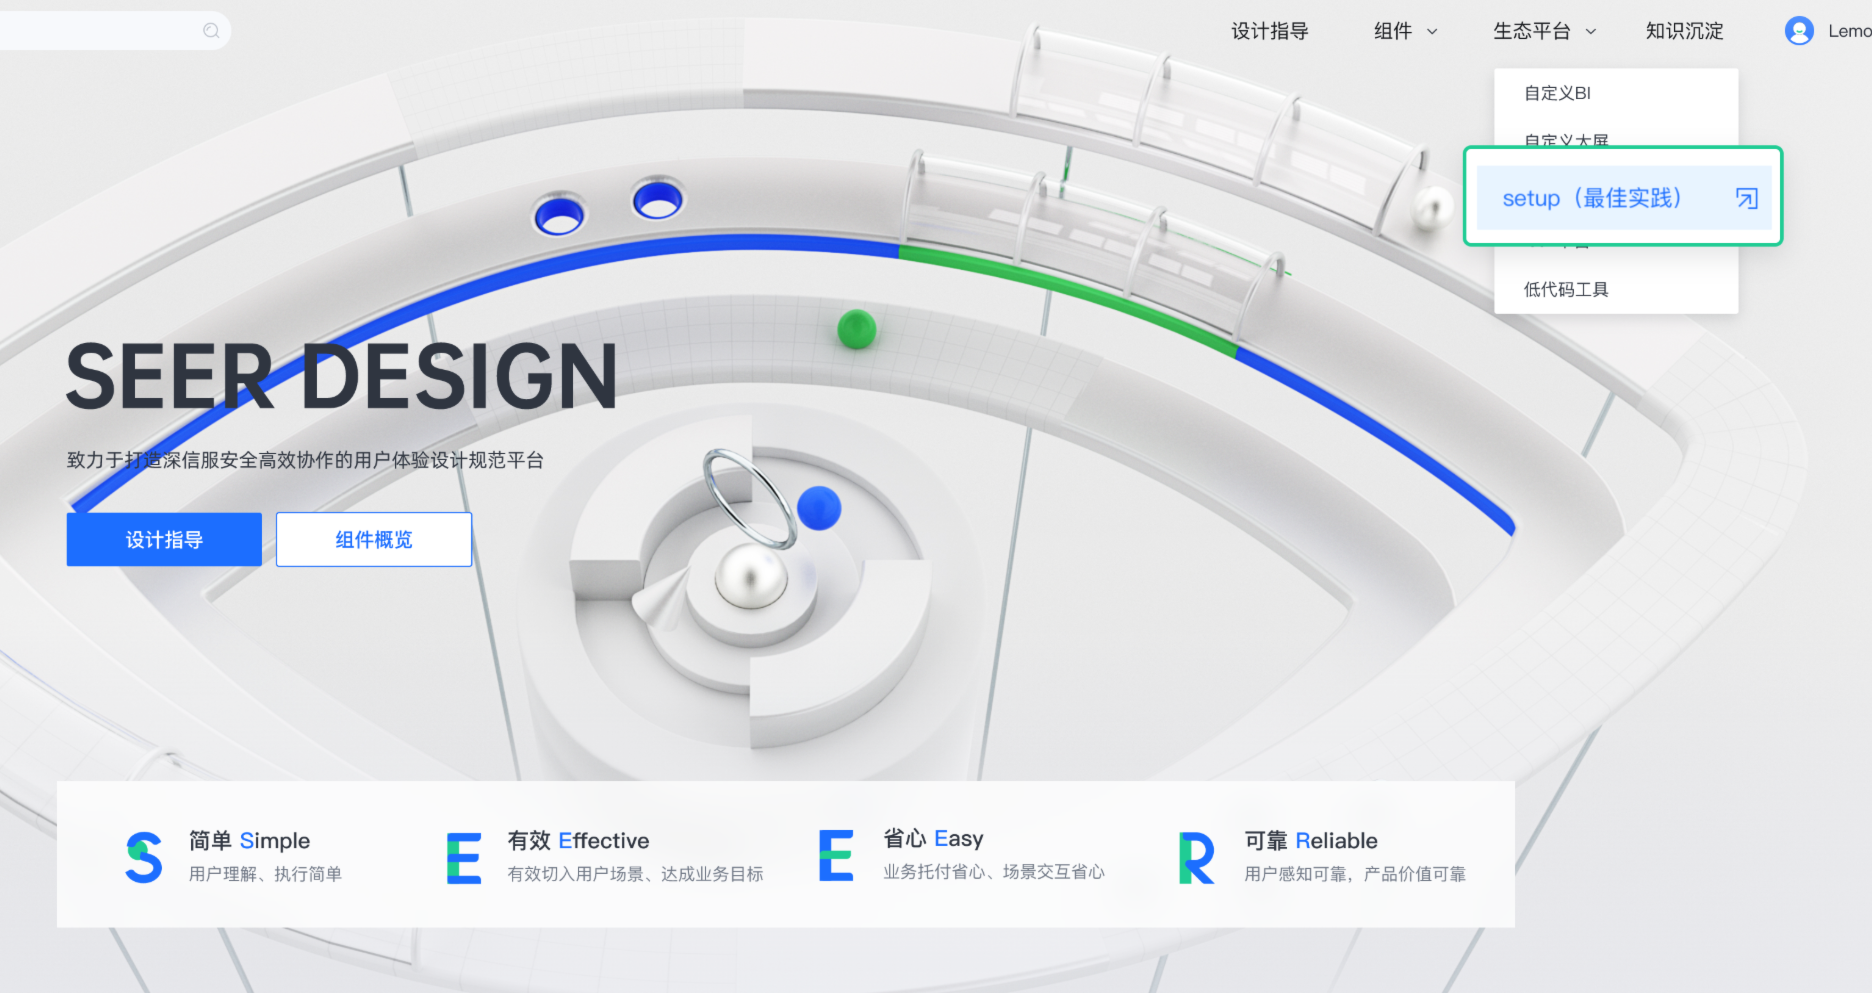 设计指导
组件
生态平台
知识沉淀
Lemo
自定义BI
自定义大屏
setup（最佳实践）
低代码工具
SEER DESIGN
致力于打造深信服安全高效协作的用户体验设计规范平台
设计指导
组件概览
S
简单 Simple
用户理解、执行简单
E
有效 Effective
有效切入用户场景、达成业务目标
E
省心 Easy
业务托付省心、场景交互省心
R
可靠 Reliable
用户感知可靠，产品价值可靠